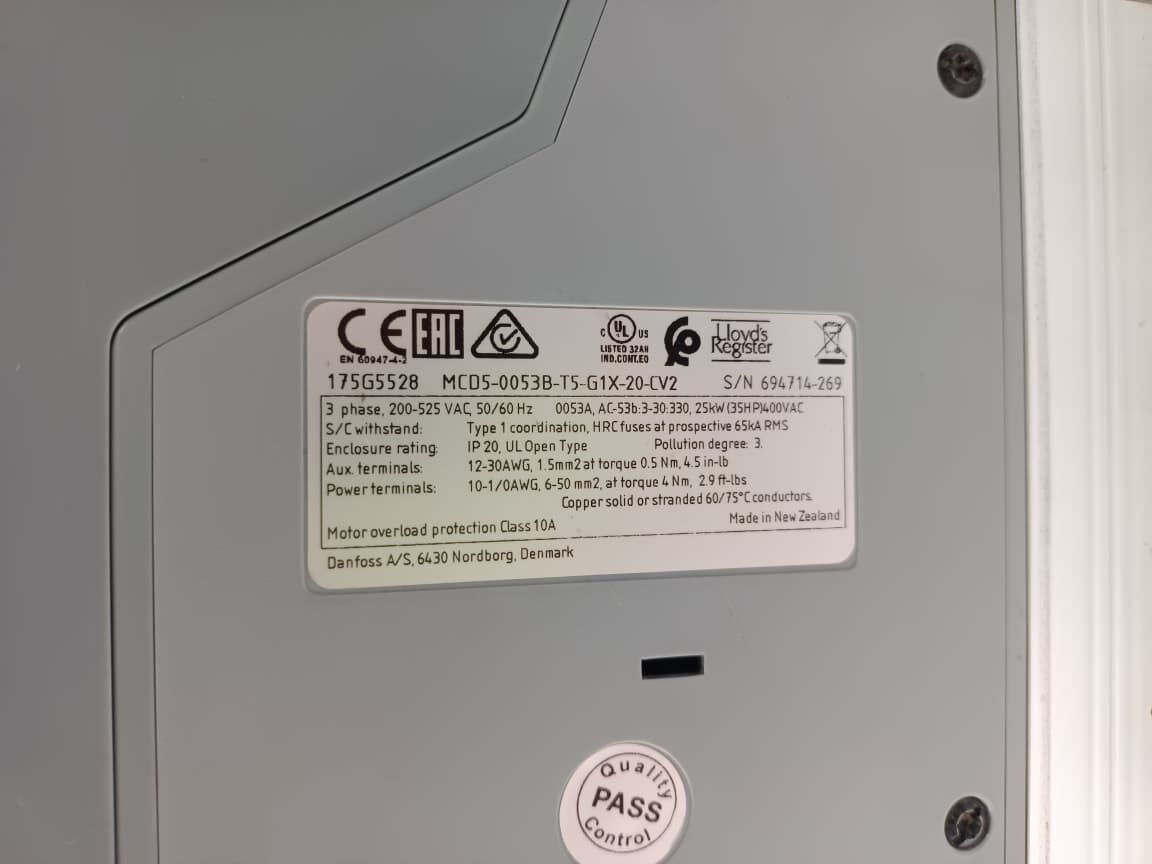 CE EAC
EN 60947-4-2
C UL US
LISTED 32AH
IND.CONT.EQ
Lloyd's
Register
175G5528 MCD5-0053B-T5-G1X-20-CV2 S/N 694714-269
3 phase, 200-525 VAC, 50/60 Hz 0053A, AC-53b:3-30:330, 25kW(35HP)400VAC
S/C withstand: Type 1 coordination, HRC fuses at prospective 65kA RMS
Enclosure rating: IP 20, UL Open Type Pollution degree: 3.
Aux. terminals: 12-30AWG, 1.5mm2 at torque 0.5 Nm, 4.5 in-lb
Power terminals: 10-1/0AWG, 6-50 mm2, at torque 4 Nm, 2.9 ft-lbs
Copper solid or stranded 60/75°C conductors.
Motor overload protection Class 10A Made in New Zealand
Danfoss A/S, 6430 Nordborg, Denmark
Quality
PASS
Control